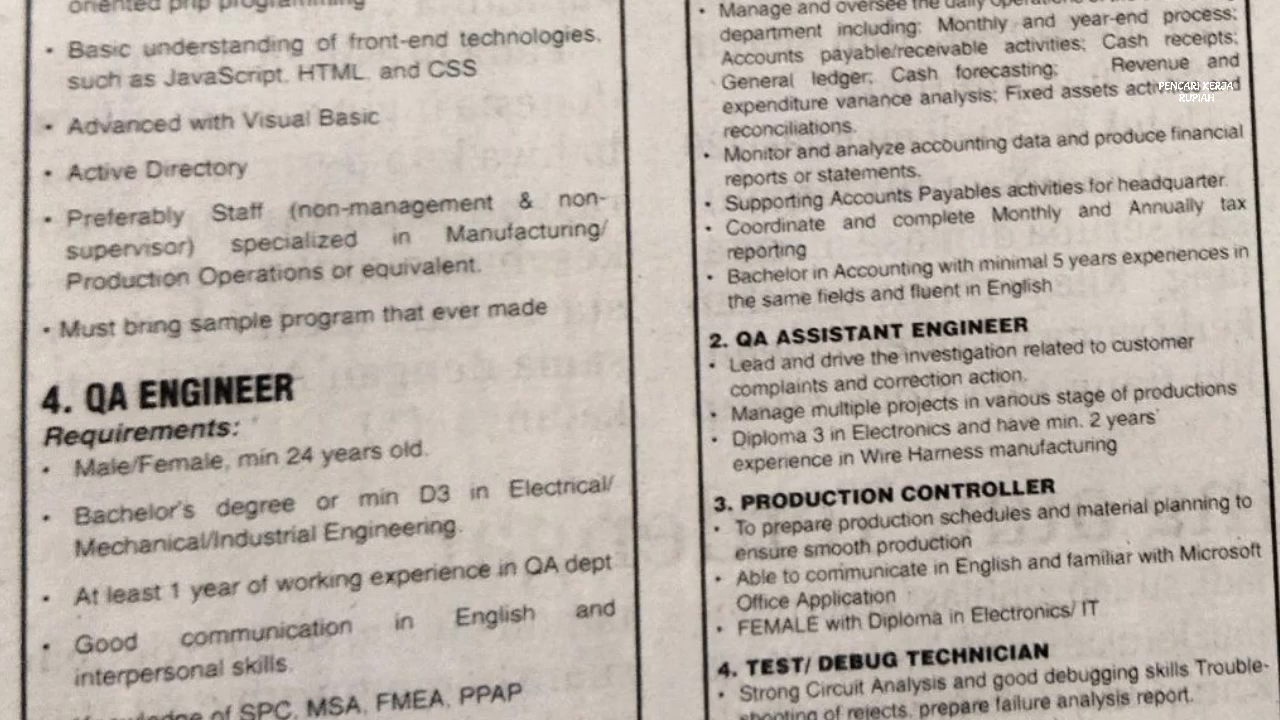 oriented php programming
• Basic understanding of front-end technologies,
such as JavaScript, HTML, and CSS
• Advanced with Visual Basic
• Active Directory
• Preferably Staff (non-management & non-
supervisor) specialized in Manufacturing/
Production Operations or equivalent.
• Must bring sample program that ever made
4. QA ENGINEER
Requirements:
• Male/Female, min 24 years old.
• Bachelor's degree or min D3 in Electrical/
Mechanical/Industrial Engineering.
• At least 1 year of working experience in QA dept
• Good communication in English and
interpersonal skills.
of SPC, MSA, FMEA, PPAP
• Manage and oversee the daily
department including: Monthly and year-end process;
Accounts payable/receivable activities; Cash receipts;
General ledger; Cash forecasting; Revenue and
expenditure variance analysis; Fixed assets
reconciliations.
• Monitor and analyze accounting data and produce financial
reports or statements.
• Supporting Accounts Payables activities for headquarter.
• Coordinate and complete Monthly and Annually tax
reporting
• Bachelor in Accounting with minimal 5 years experiences in
the same fields and fluent in English
2. QA ASSISTANT ENGINEER
• Lead and drive the investigation related to customer
complaints and correction action.
• Manage multiple projects in various stage of productions
• Diploma 3 in Electronics and have min. 2 years'
experience in Wire Harness manufacturing
3. PRODUCTION CONTROLLER
• To prepare production schedules and material planning to
ensure smooth production
• Able to communicate in English and familiar with Microsoft
Office Application
• FEMALE with Diploma in Electronics/ IT
4. TEST/ DEBUG TECHNICIAN
• Strong Circuit Analysis and good debugging skills Trouble-
shooting of rejects, prepare failure analysis report.
PENCARI KERJA
RUPIAH